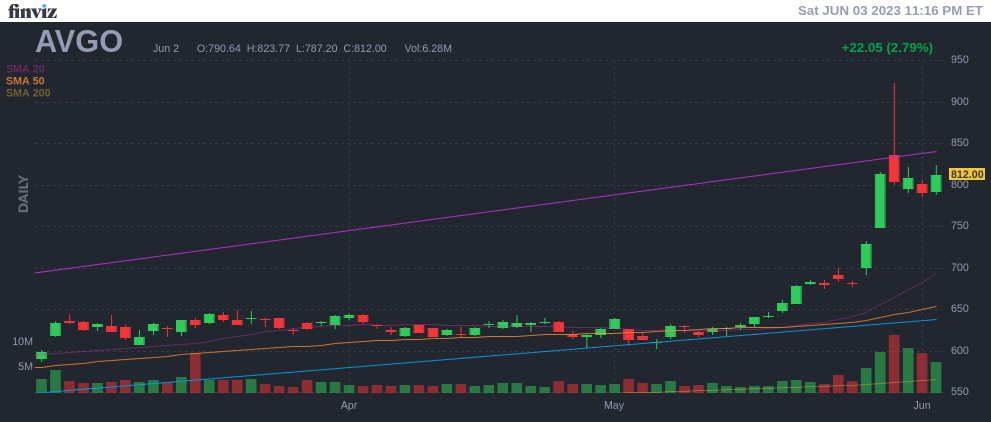 finviz
Sat JUN 03 2023 11:16 PM ET
AVGO
Jun 2 O:790.64 H:823.77 L:787.20 C:812.00 Vol:6.28M
+22.05 (2.79%)
SMA 20
SMA 50
SMA 200
DAILY
950
900
850
812.00
800
750
700
650
600
550
10M
5M
Apr
May
Jun